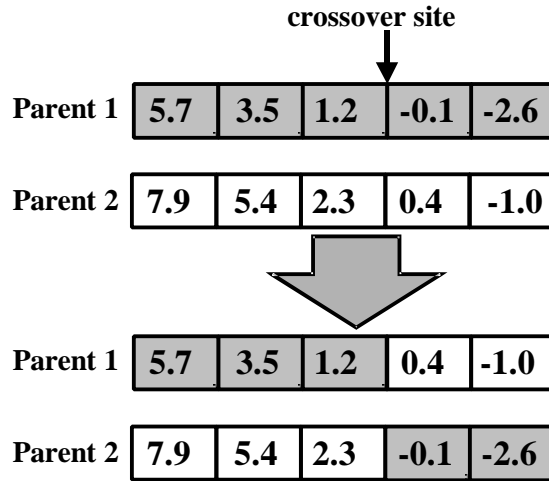 crossover site
Parent 1 5.7 3.5 1.2 -0.1 -2.6
Parent 2 7.9 5.4 2.3 0.4 -1.0
Parent 1 5.7 3.5 1.2 0.4 -1.0
Parent 2 7.9 5.4 2.3 -0.1 -2.6